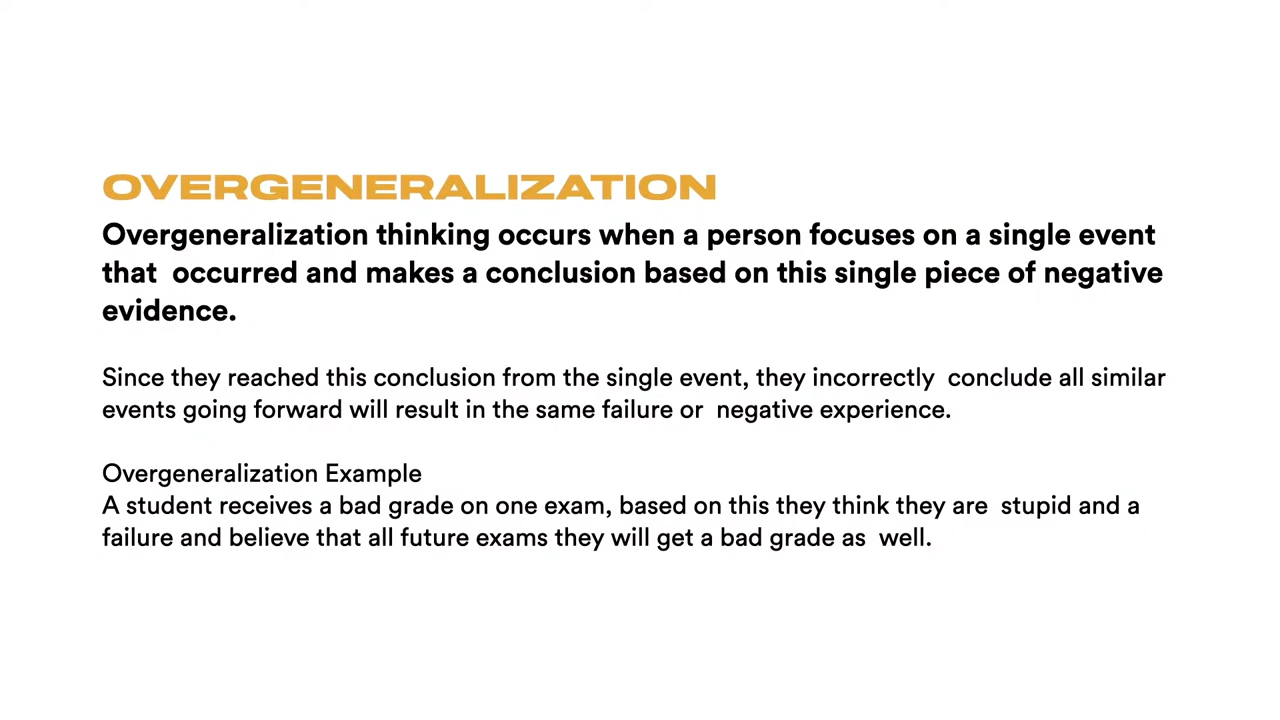 OVERGENERALIZATION
Overgeneralization thinking occurs when a person focuses on a single event
that  occurred and makes a conclusion based on this single piece of negative
evidence.
Since they reached this conclusion from the single event, they incorrectly  conclude all similar
events going forward will result in the same failure or  negative experience.
Overgeneralization Example
A student receives a bad grade on one exam, based on this they think they are  stupid and a
failure and believe that all future exams they will get a bad grade as  well.